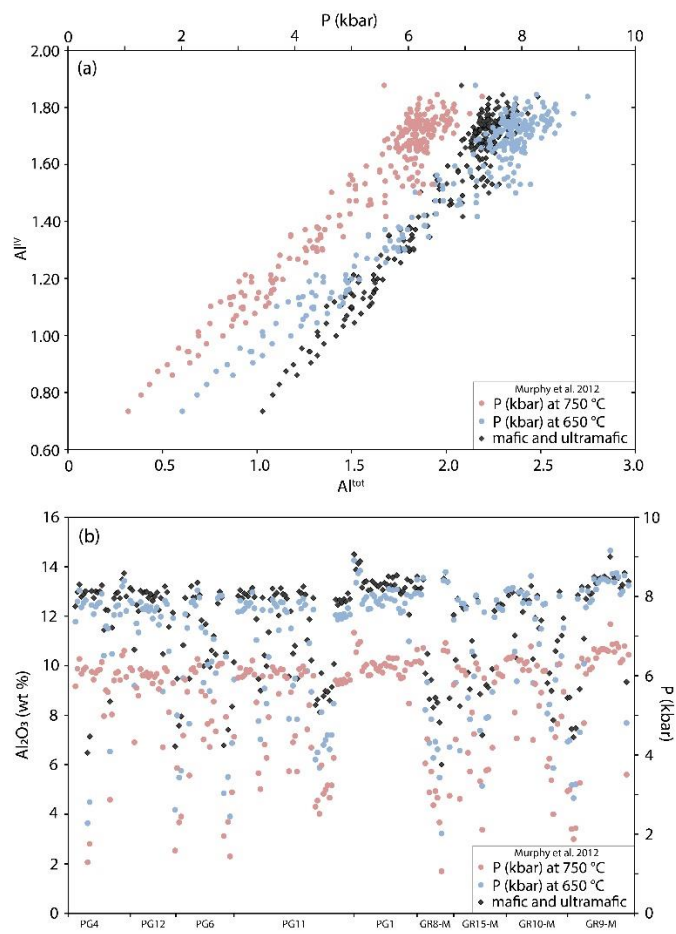 P (kbar)
0 2 4 6 8 10
2.00
1.80
1.60
1.40
1.20
1.00
0.80
0.60
(a)
Al^IV
Murphy et al. 2012
P (kbar) at 750 °C
P (kbar) at 650 °C
mafic and ultramafic
0 0.5 1.0 1.5 2.0 2.5 3.0
Al^tot
16
14
12
10
8
6
4
2
0
(b)
Al₂O₃ (wt %)
10
8
6
4
2
0
P (kbar)
Murphy et al. 2012
P (kbar) at 750 °C
P (kbar) at 650 °C
mafic and ultramafic
PG4 PG12 PG6 PG11 PG1 GR8-M GR15-M GR10-M GR9-M